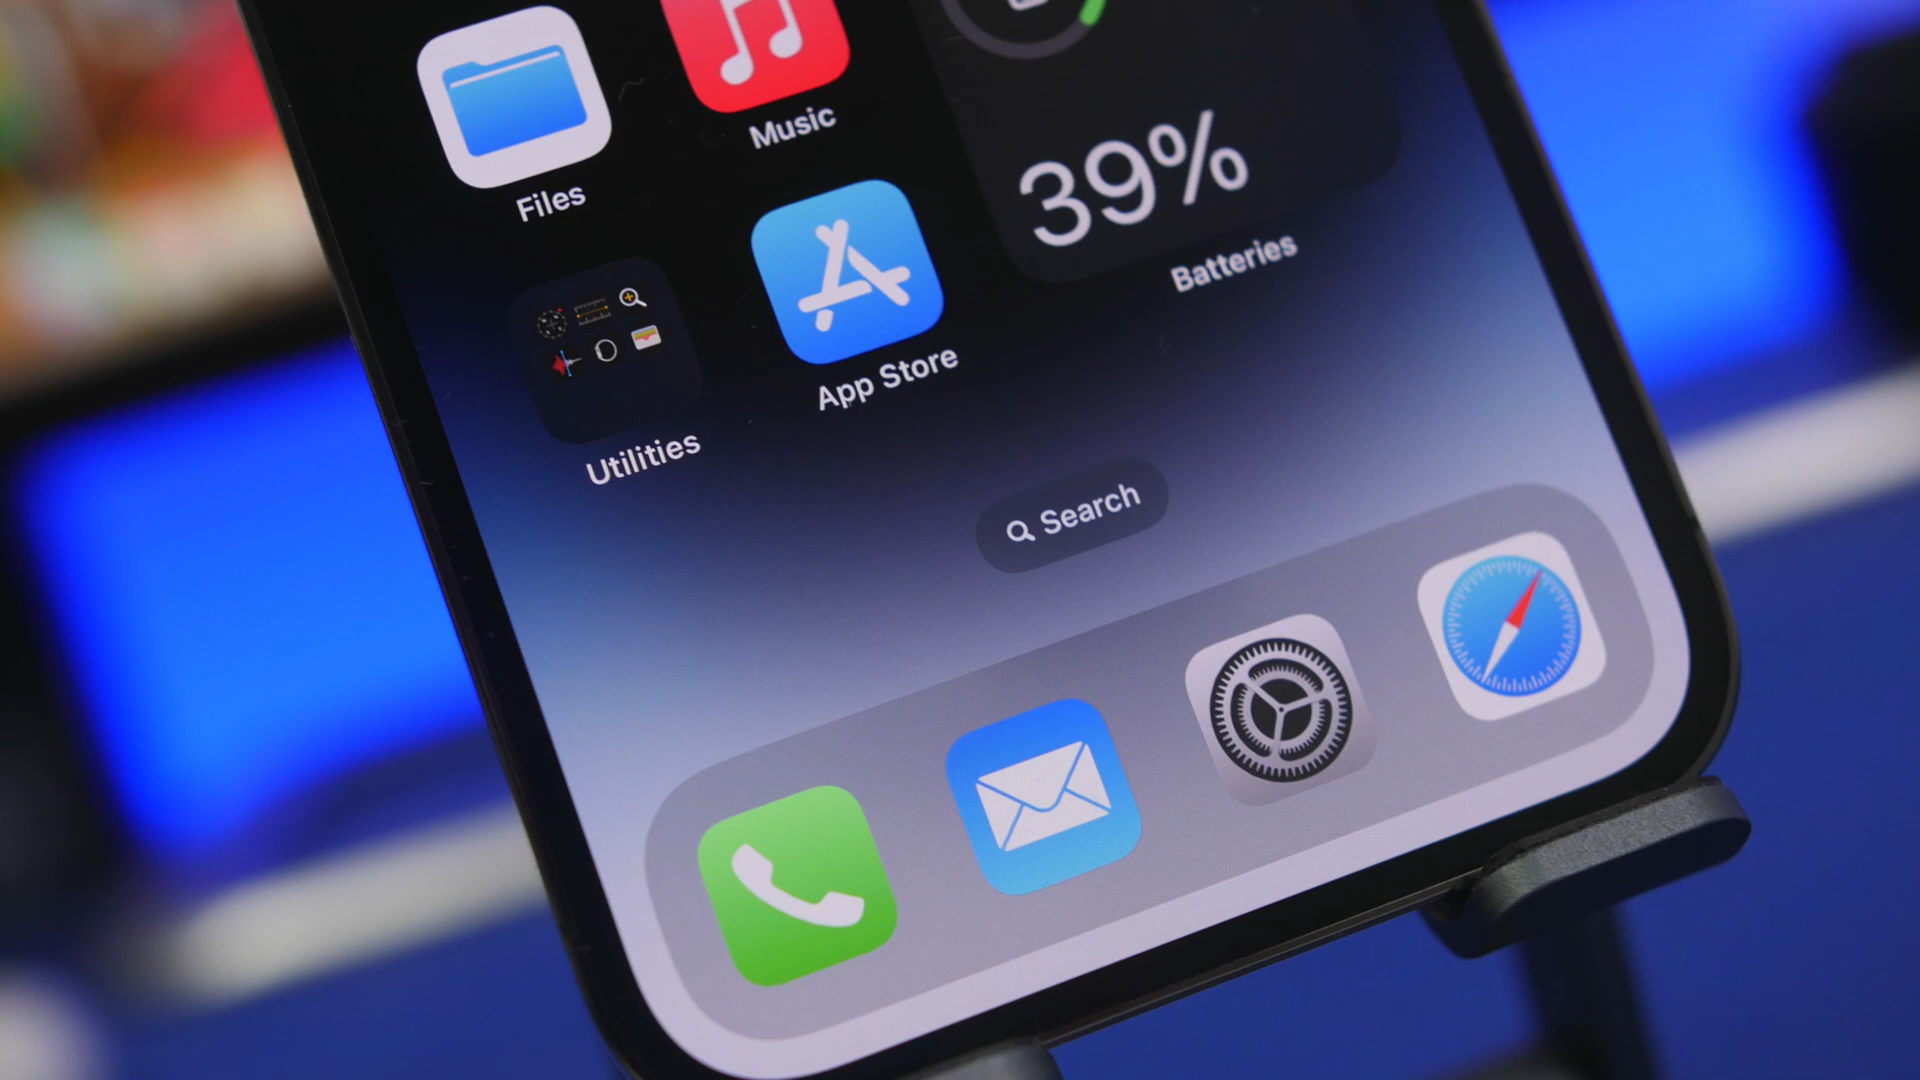 Files
Music
39%
Batteries
Utilities
App Store
Search